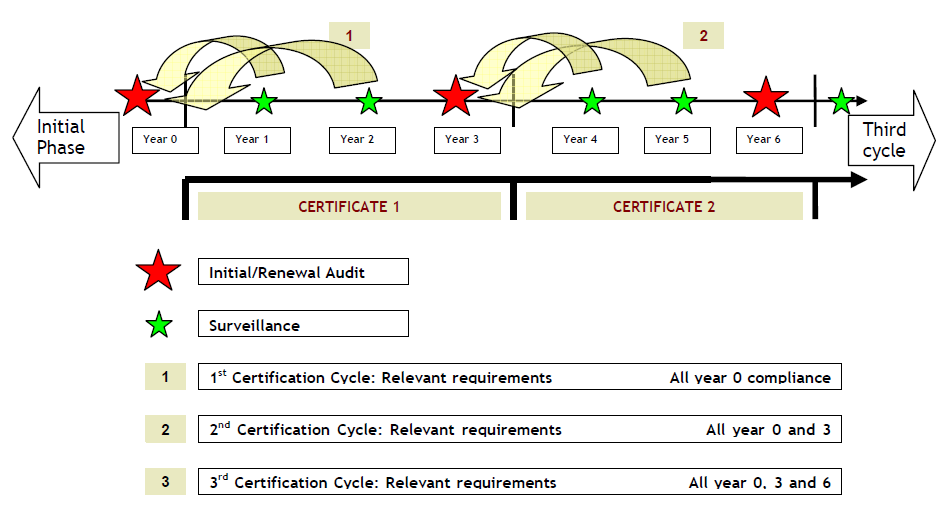 1
2
Initial
Phase
Year 0
Year 1
Year 2
Year 3
Year 4
Year 5
Year 6
Third
cycle
CERTIFICATE 1
CERTIFICATE 2
Initial/Renewal Audit
Surveillance
1
1st Certification Cycle: Relevant requirements All year 0 compliance
2
2nd Certification Cycle: Relevant requirements All year 0 and 3
3
3rd Certification Cycle: Relevant requirements All year 0, 3 and 6